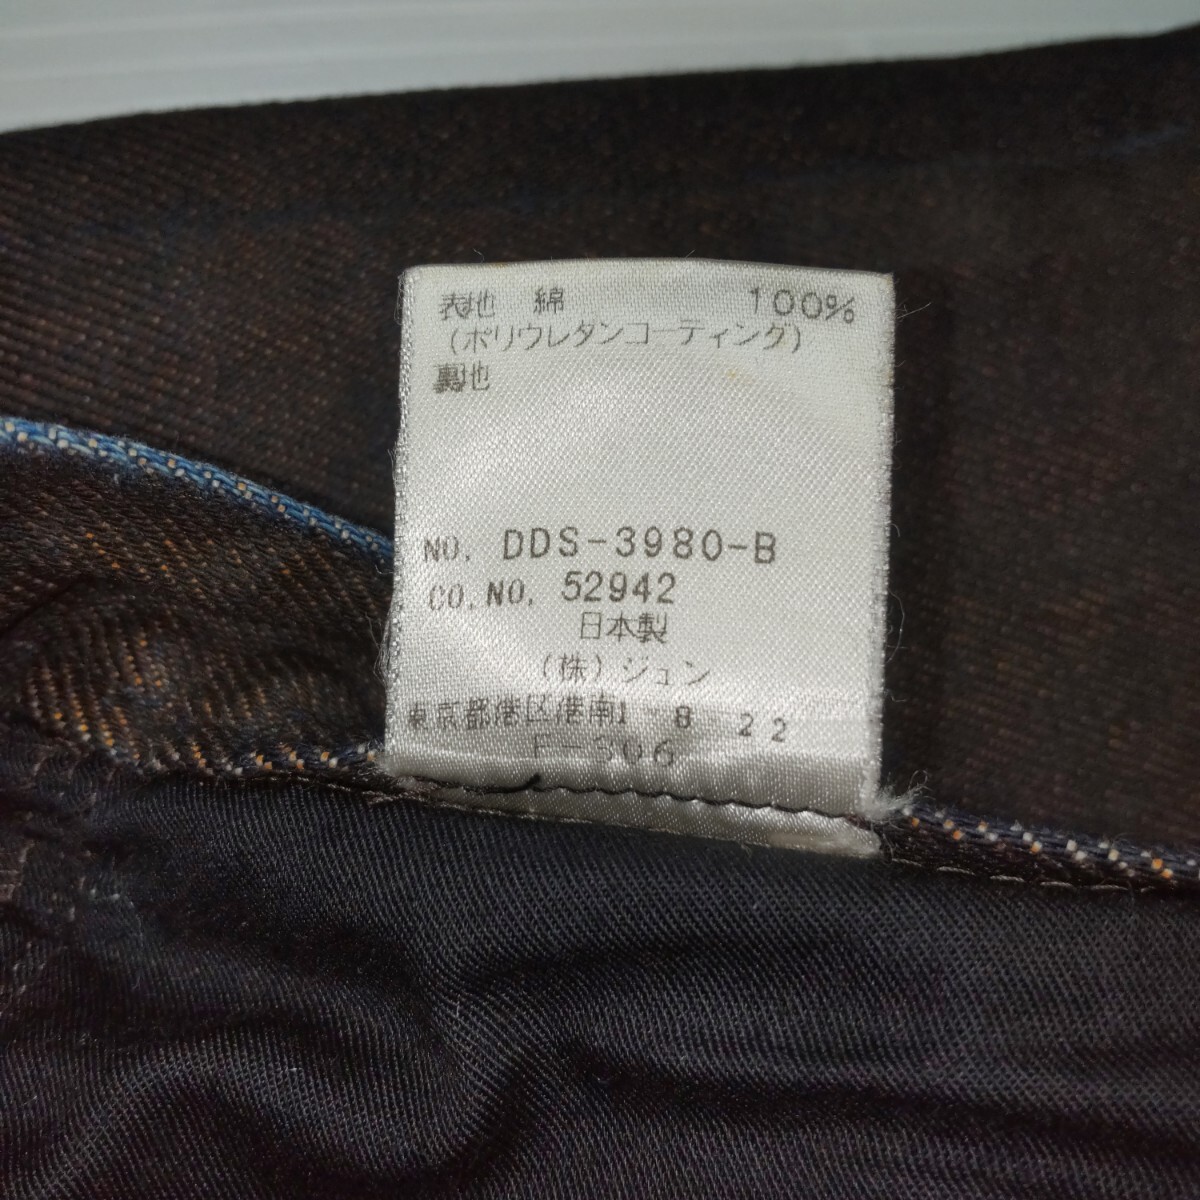 表地 綿 100%
(ポリウレタンコーティング)
裏地
NO. DDS-3980-B
CO. NO. 52942
日本製
(株)ジュン
東京都港区港南1 8 22
F-306